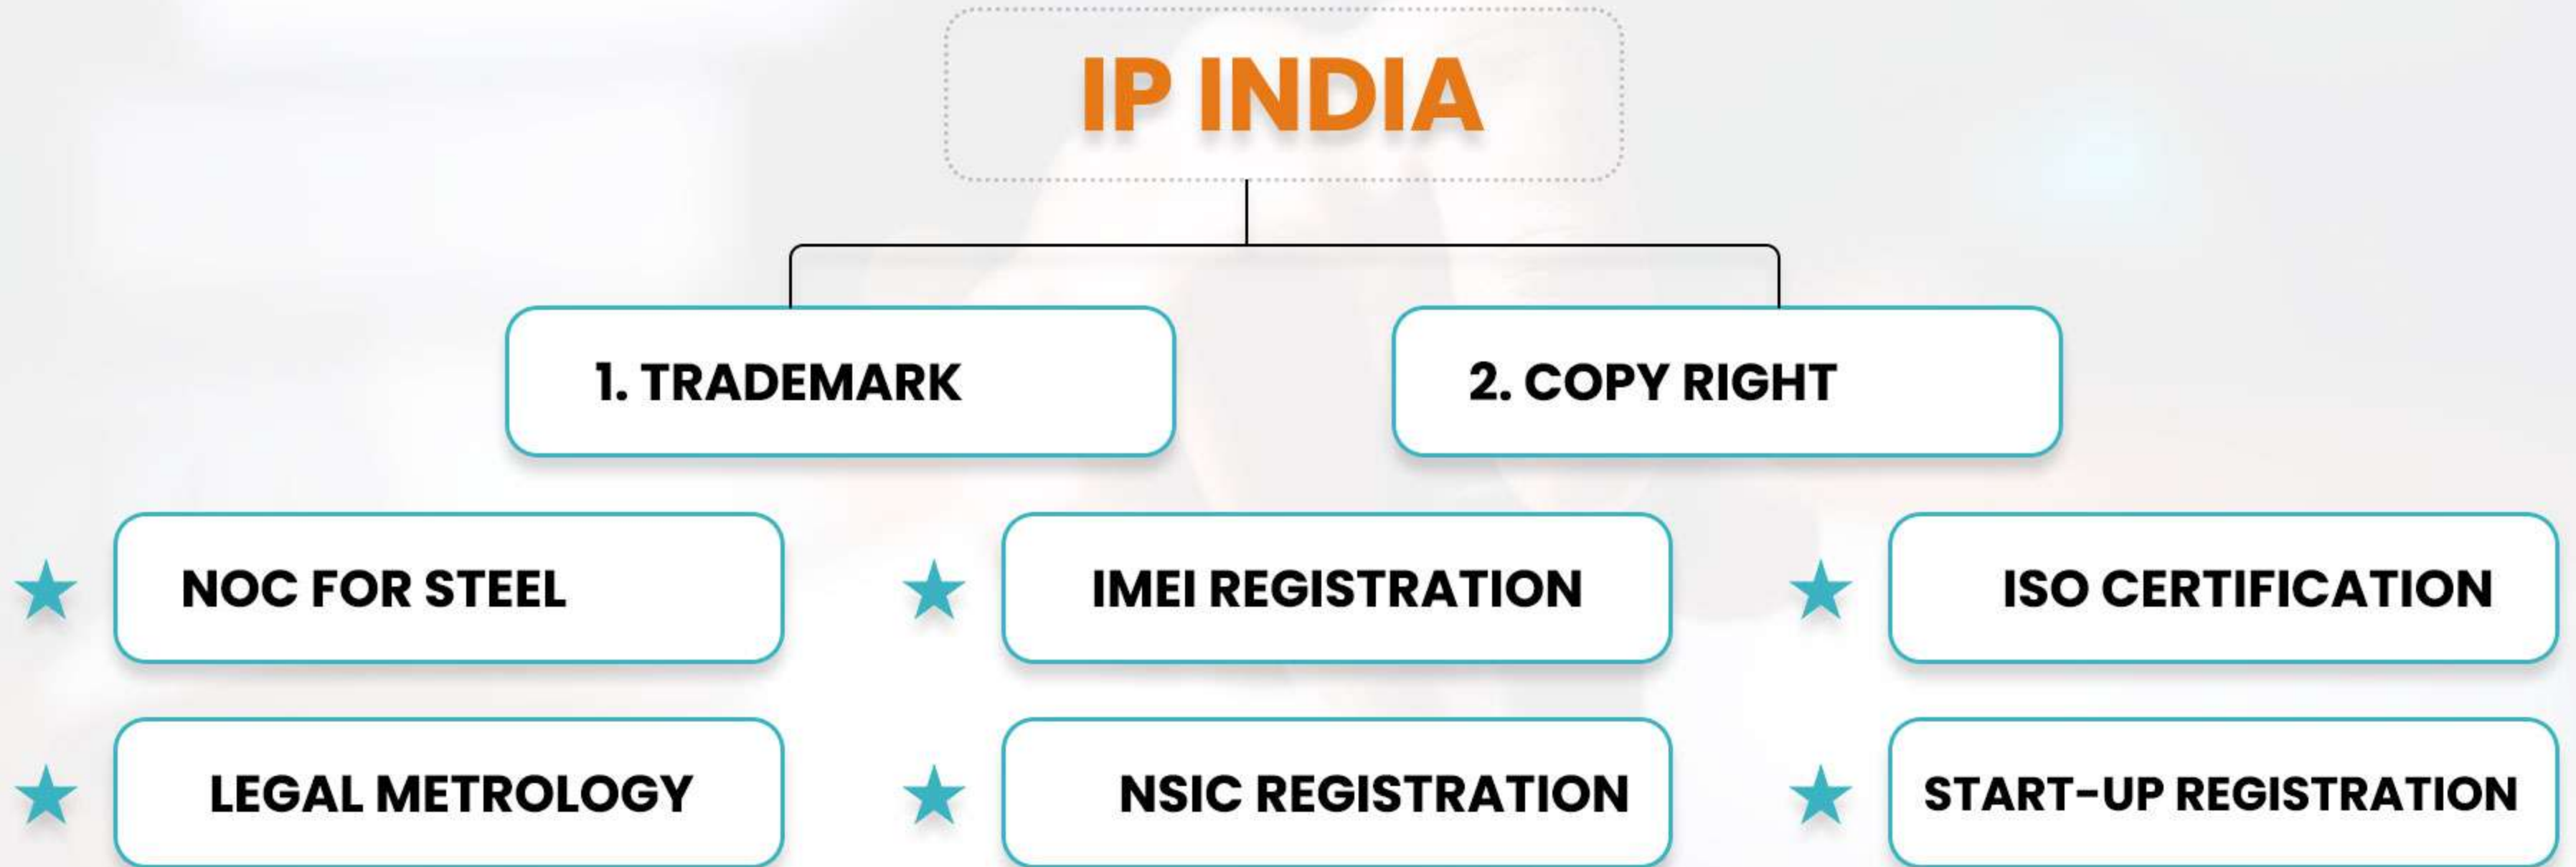 IP INDIA
1. TRADEMARK
2. COPY RIGHT
NOC FOR STEEL
IMEI REGISTRATION
ISO CERTIFICATION
LEGAL METROLOGY
NSIC REGISTRATION
START-UP REGISTRATION